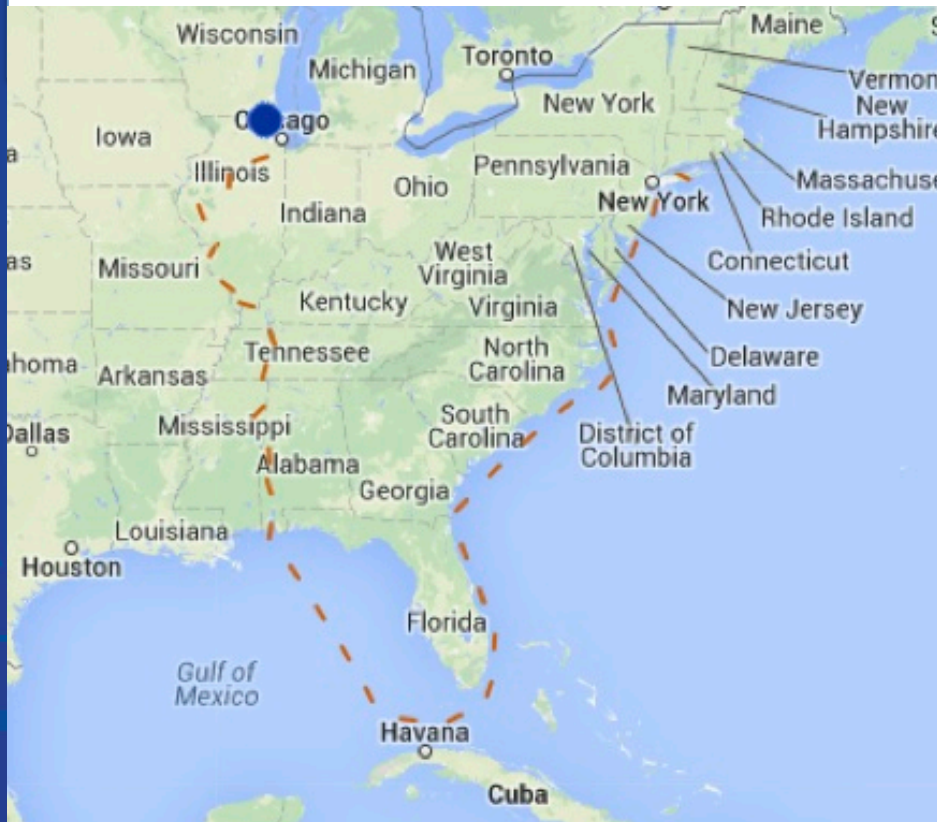 Wisconsin
Michigan
Toronto
Maine
Vermon
New
Hampshire
New York
Iowa
Illinois
Ohio
Pennsylvania
Massachuse
New York
Rhode Island
Indiana
Connecticut
as
Missouri
West
Virginia
Kentucky
Virginia
New Jersey
ahoma
Tennessee
North
Carolina
Delaware
Arkansas
Maryland
Mississippi
South
Carolina
District of
Columbia
Dallas
Alabama
Georgia
Louisiana
Houston
Florida
Gulf of
Mexico
Havana
Cuba